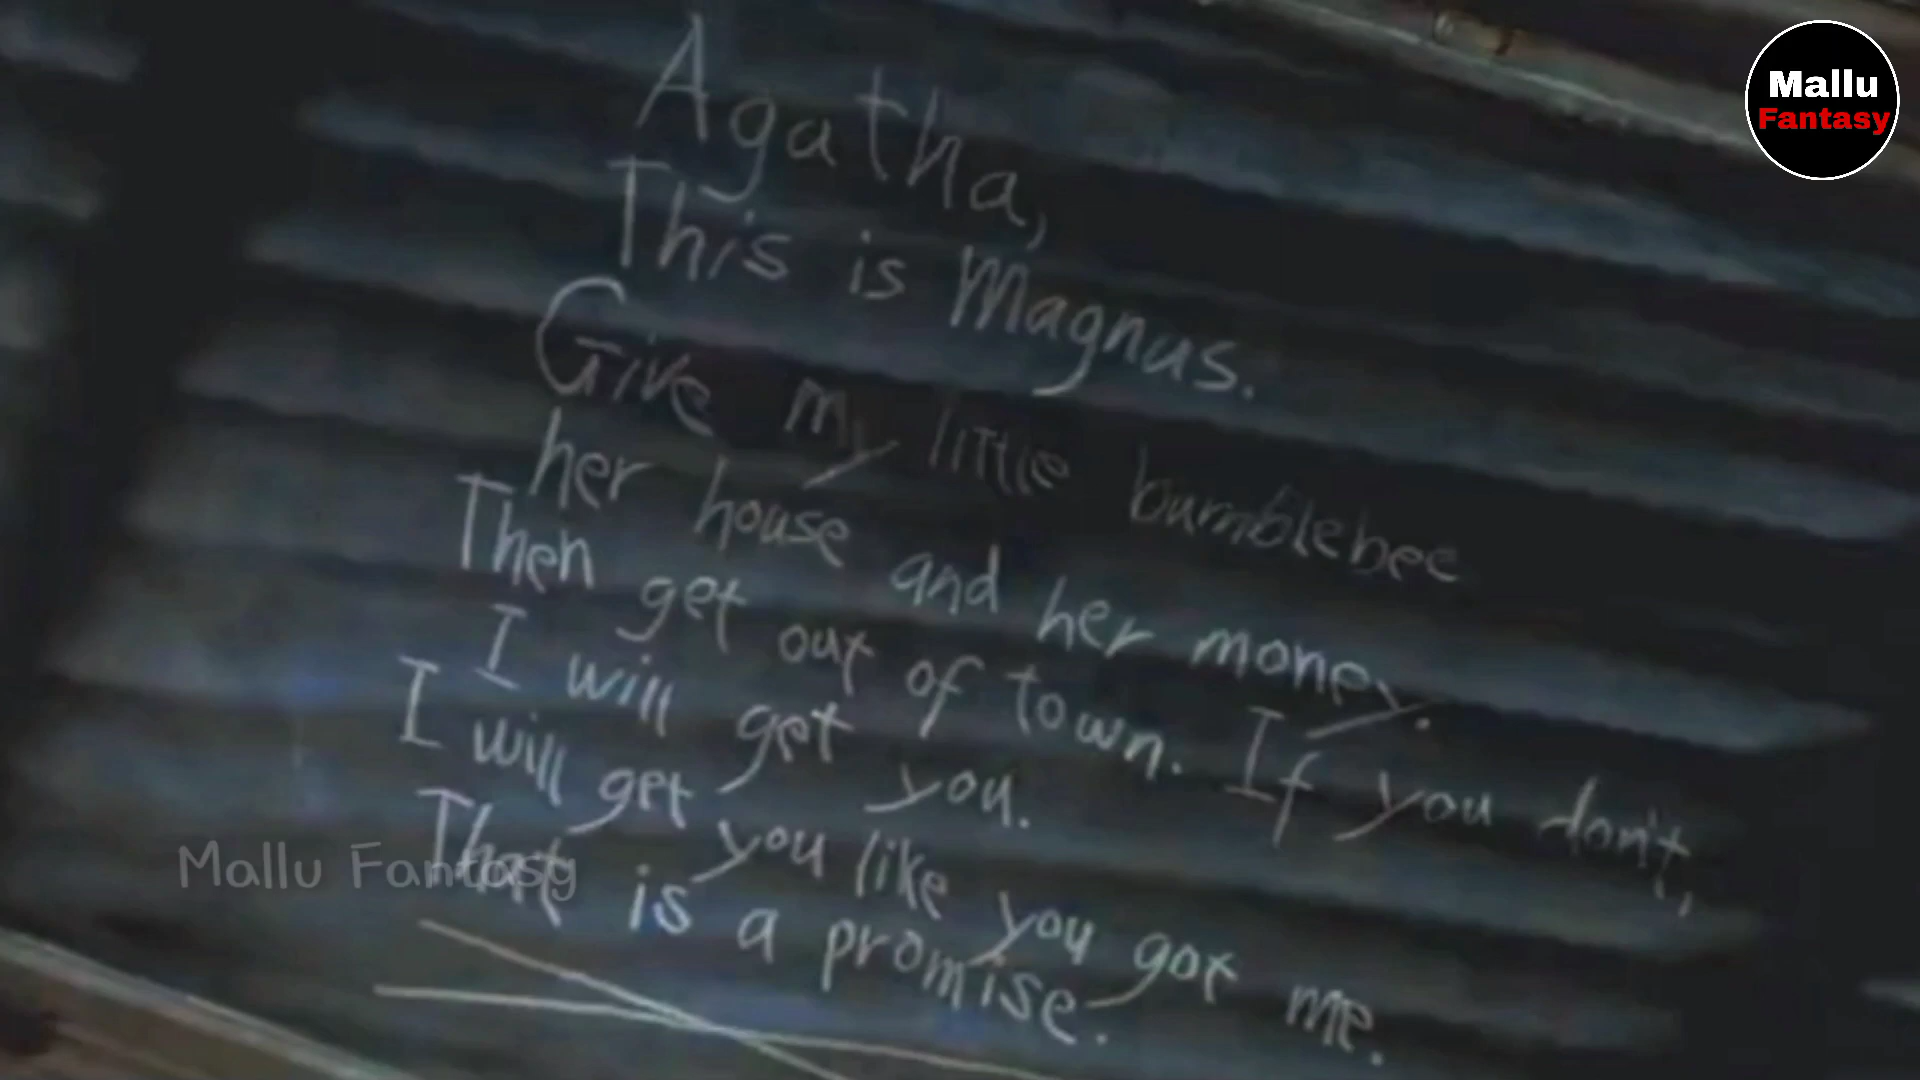 Mallu
Fantasy
Agatha,
This is Magnus.
Give my little bumblebee
her house and her money.
Then get out of town. If you don't,
I will get you.
I will get you like you got me.
That is a promise.
Mallu Fantasy